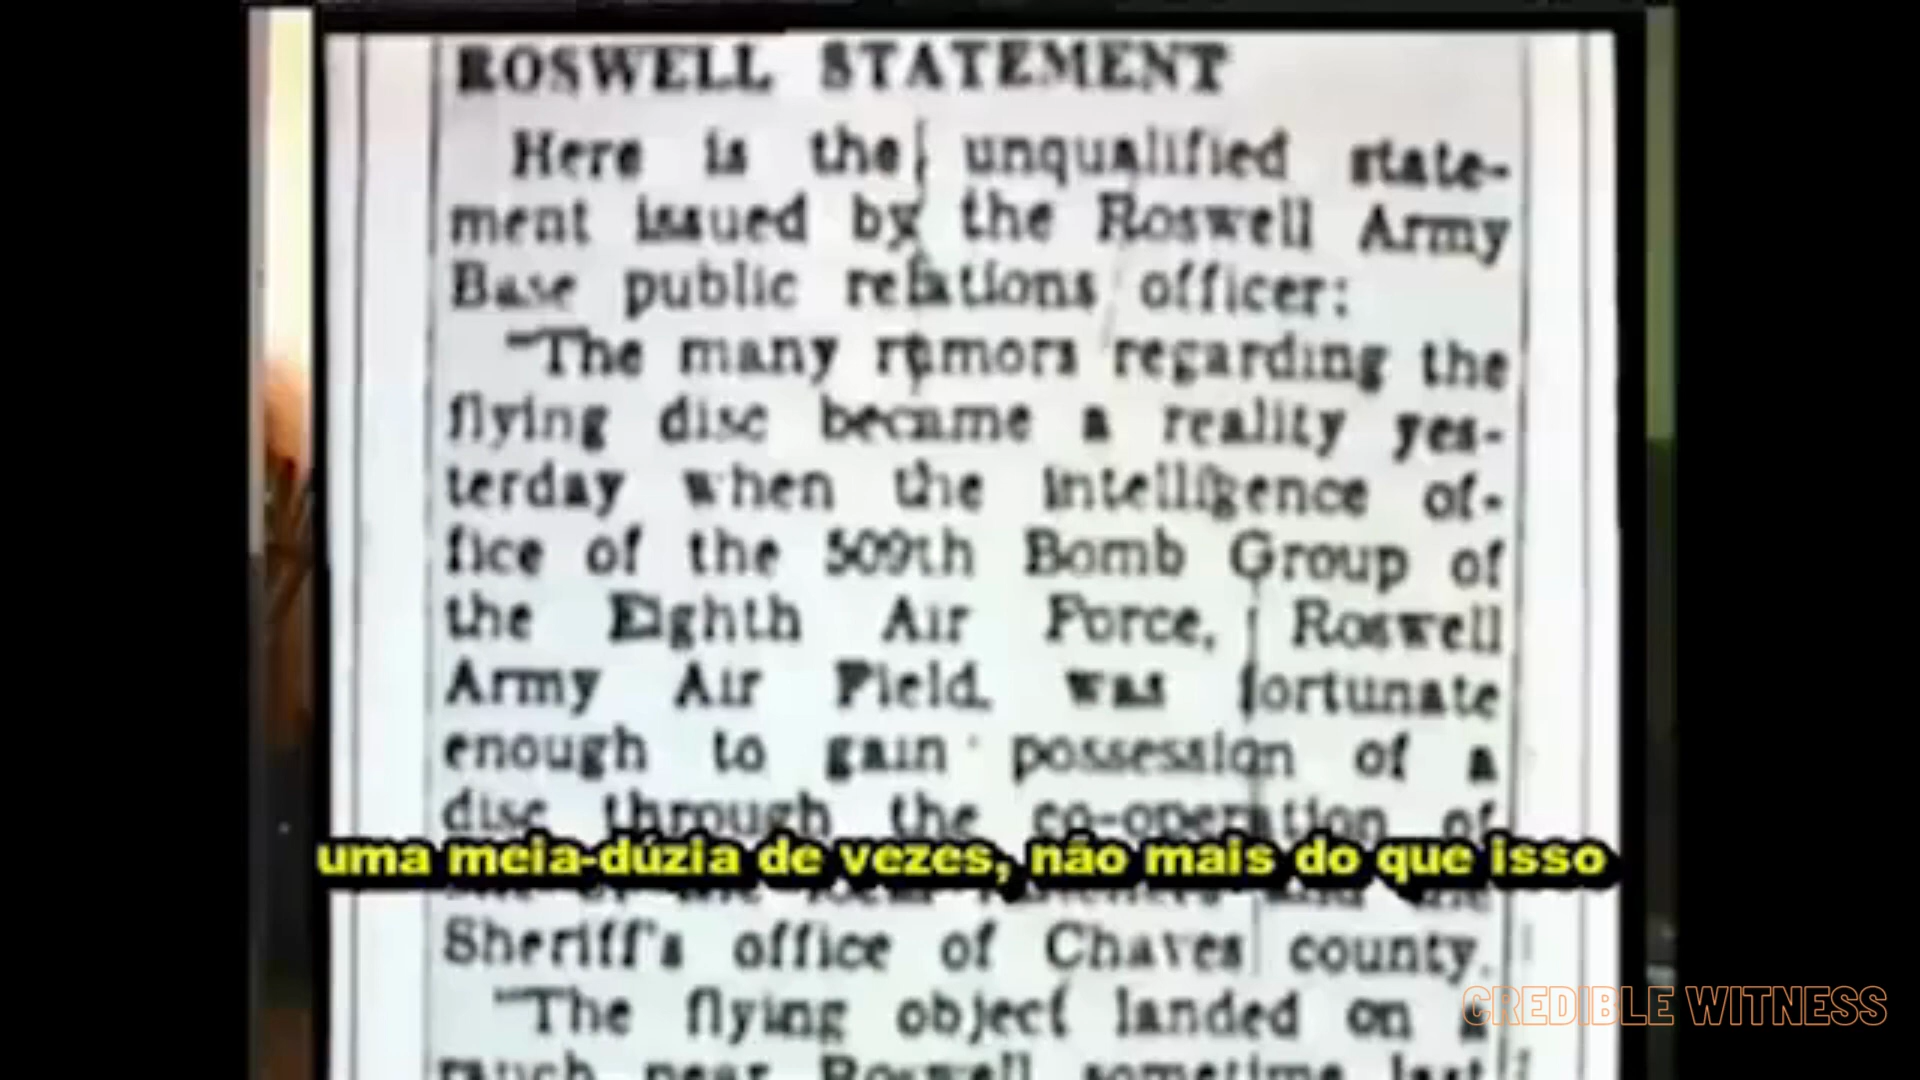 ROSWELL STATEMENT
Here is the unqualified state-
ment issued by the Roswell Army
Base public relations officer:
"The many rumors regarding the
flying disc became a reality yes-
terday when the intelligence of-
fice of the 509th Bomb Group of
the Eighth Air Force, Roswell
Army Air Field, was fortunate
enough to gain possession of a
disc through the co-operation of
uma meia-dúzia de vezes, não mais do que isso
Sheriff's office of Chaves county.
"The flying object landed on a
ranch near Roswell sometime last
CREDIBLE WITNESS